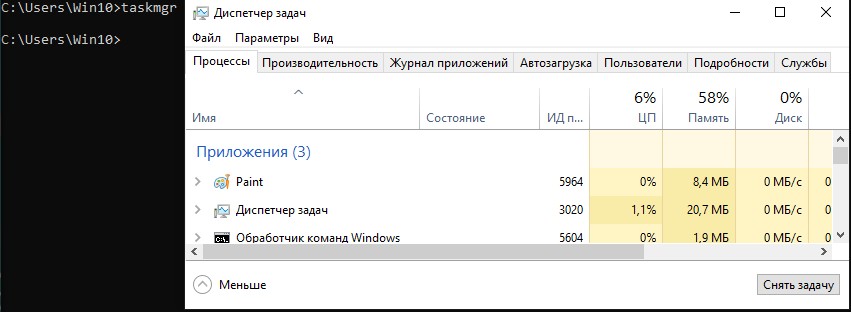 C:\Users\Win10>taskmgr
C:\Users\Win10>
Диспетчер задач
Файл Параметры Вид
Процессы Производительность Журнал приложений Автозагрузка Пользователи Подробности Службы
6% 58% 0%
Имя Состояние ИД п... ЦП Память Диск
Приложения (3)
Paint 5964 0% 8,4 МБ 0 МБ/с 0
Диспетчер задач 3020 1,1% 20,7 МБ 0 МБ/с 0
Обработчик команд Windows 5604 0% 1,9 МБ 0 МБ/с 0
Меньше Снять задачу